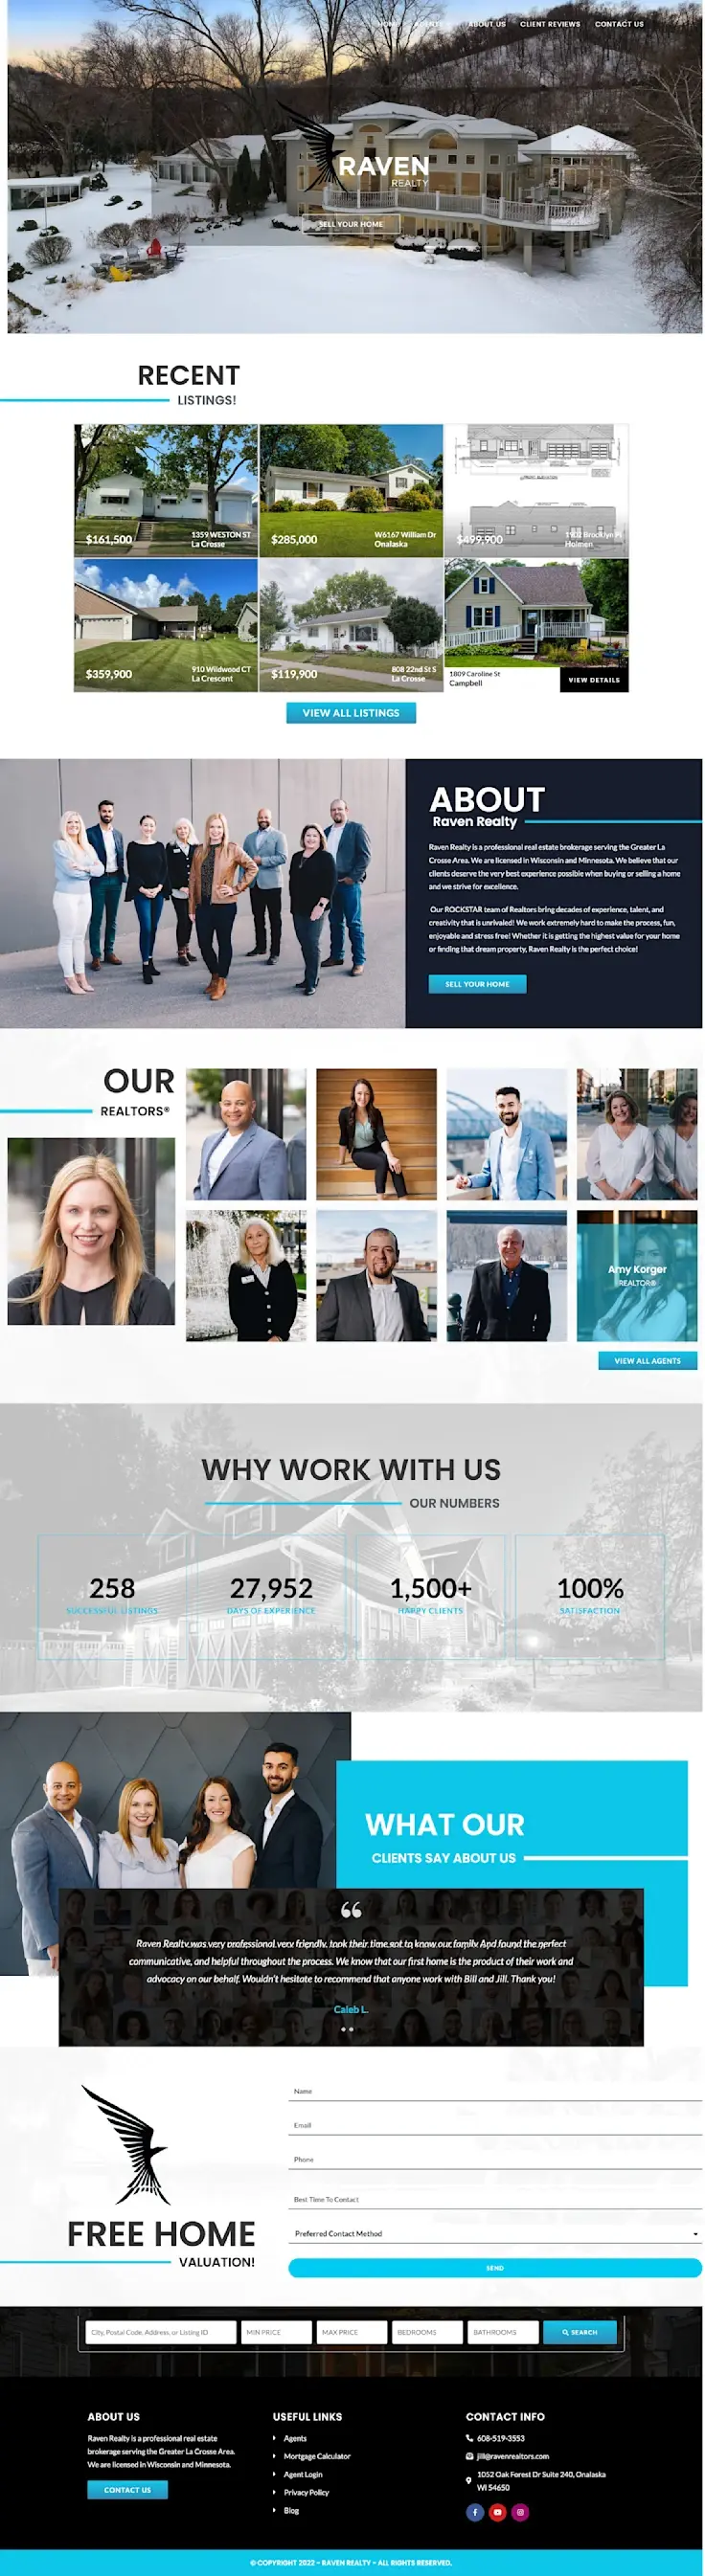 HOME
ABOUT US
CLIENT REVIEWS
CONTACT US
RAVEN
REALTY
SELL YOUR HOME
RECENT
LISTINGS!
$161,500
1359 WESTON ST
La Crosse
$285,000
W6167 William Dr
Onalaska
$499,900
Brooklyn Pl
Holmen
$359,900
910 Wildwood CT
La Crescent
$119,900
808 22nd St S
La Crosse
1809 Caroline St
Campbell
VIEW DETAILS
VIEW ALL LISTINGS
ABOUT
Raven Realty
Raven Realty is a professional real estate brokerage serving the Greater La
Crosse Area. We are licensed in Wisconsin and Minnesota. We believe that our
clients deserve the very best experience possible when buying or selling a home
and we strive for excellence.
Our ROCKSTAR team of Realtors bring decades of experience, talent, and
creativity that is unrivaled! We work extremely hard to make the process, fun,
enjoyable and stress free! Whether it is getting the highest value for your home
or finding that dream property, Raven Realty is the perfect choice!
SELL YOUR HOME
OUR
REALTORS®
Amy Korger
REALTOR®
VIEW ALL AGENTS
WHY WORK WITH US
OUR NUMBERS
258
SUCCESSFUL LISTINGS
27,952
DAYS OF EXPERIENCE
1,500+
HAPPY CLIENTS
100%
SATISFACTION
WHAT OUR
CLIENTS SAY ABOUT US
“
Raven Realty was very professional, very friendly, took their time got to know our family And found the perfect
communicative, and helpful throughout the process. We know that our first home is the product of their work and
advocacy on our behalf. Wouldn't hesitate to recommend that anyone work with Bill and Jill. Thank you!
Caleb L.
FREE HOME
VALUATION!
Name
Email
Phone
Best Time To Contact
Preferred Contact Method
SEND
City, Postal Code, Address, or Listing ID
MIN PRICE
MAX PRICE
BEDROOMS
BATHROOMS
SEARCH
ABOUT US
Raven Realty is a professional real estate
brokerage serving the Greater La Crosse Area.
We are licensed in Wisconsin and Minnesota.
CONTACT US
USEFUL LINKS
Agents
Mortgage Calculator
Agent Login
Privacy Policy
Blog
CONTACT INFO
608-519-3553
jill@ravenrealtors.com
1052 Oak Forest Dr Suite 240, Onalaska
WI 54650
© COPYRIGHT 2022 – RAVEN REALTY – ALL RIGHTS RESERVED.